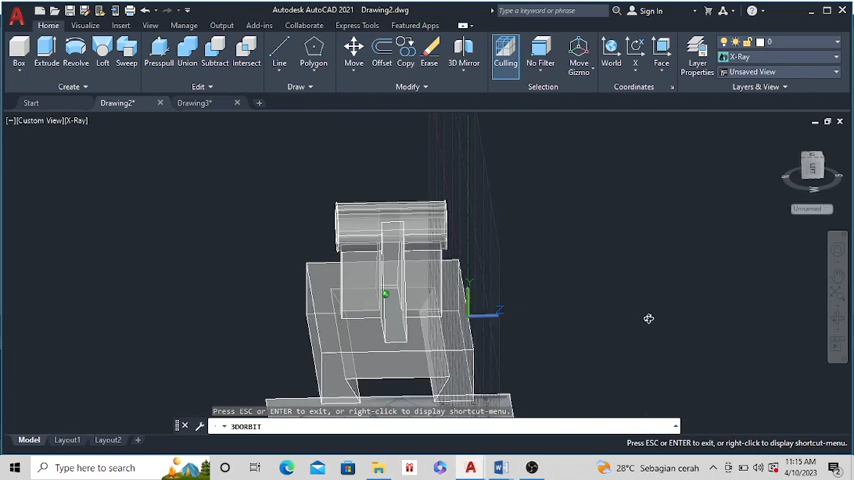 Autodesk AutoCAD 2021 Drawing2.dwg
Type a keyword or phrase
Sign In
Home Visualize Insert View Manage Output Add-ins Collaborate Express Tools Featured Apps
Box Extrude Revolve Loft Sweep Presspull Union Subtract Intersect Line Polygon Move Offset Copy Erase 3D Mirror Culling No Filter Move Gizmo World X Face Layer Properties
0
X-Ray
Unsaved View
Create Edit Draw Modify Selection Coordinates Layers & View
Start Drawing2* Drawing3*
[−][Custom View][X-Ray]
LEFT
W
Unnamed
Y
Z
Press ESC or ENTER to exit, or right-click to display shortcut-menu.
3DORBIT
Model Layout1 Layout2
Press ESC or ENTER to exit, or right-click to display shortcut-menu.
Type here to search
28°C Sebagian cerah
11:15 AM
4/10/2023
2